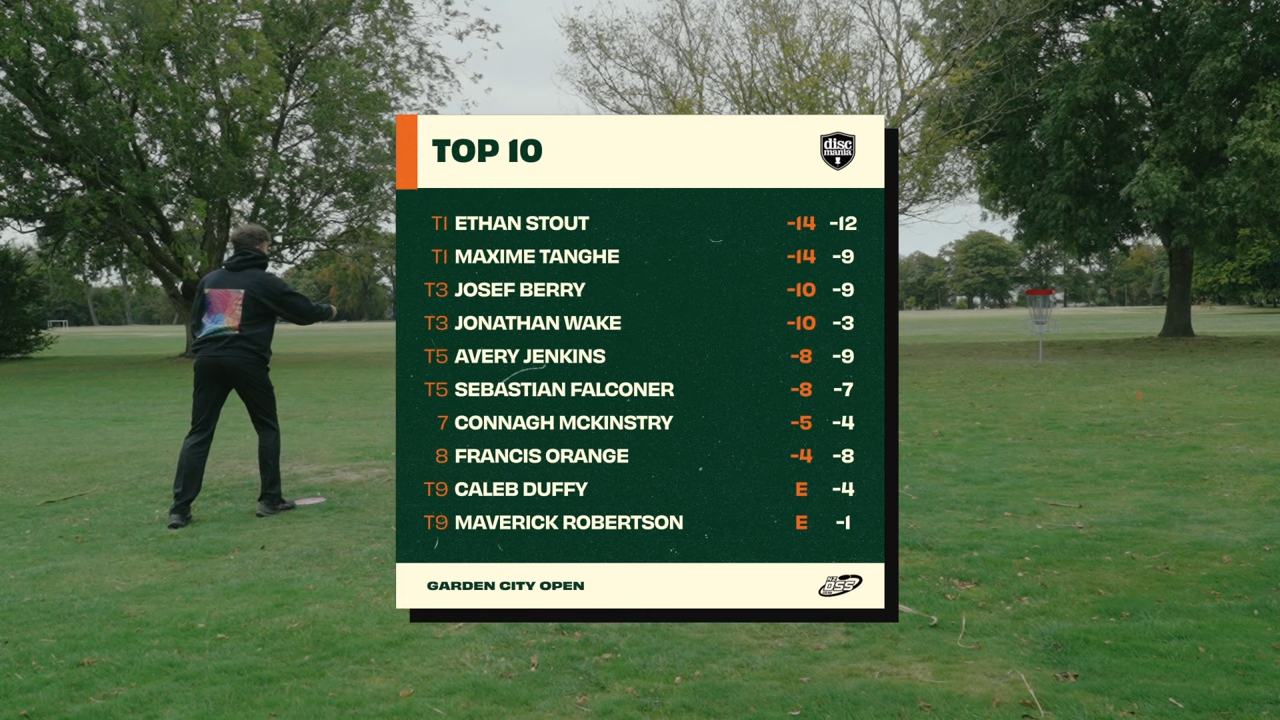 TOP 10
disc
mania
T1 ETHAN STOUT -14 -12
T1 MAXIME TANGHE -14 -9
T3 JOSEF BERRY -10 -9
T3 JONATHAN WAKE -10 -3
T5 AVERY JENKINS -8 -9
T5 SEBASTIAN FALCONER -8 -7
7 CONNAGH MCKINSTRY -5 -4
8 FRANCIS ORANGE -4 -8
T9 CALEB DUFFY E -4
T9 MAVERICK ROBERTSON E -1
GARDEN CITY OPEN
NZ
DSS